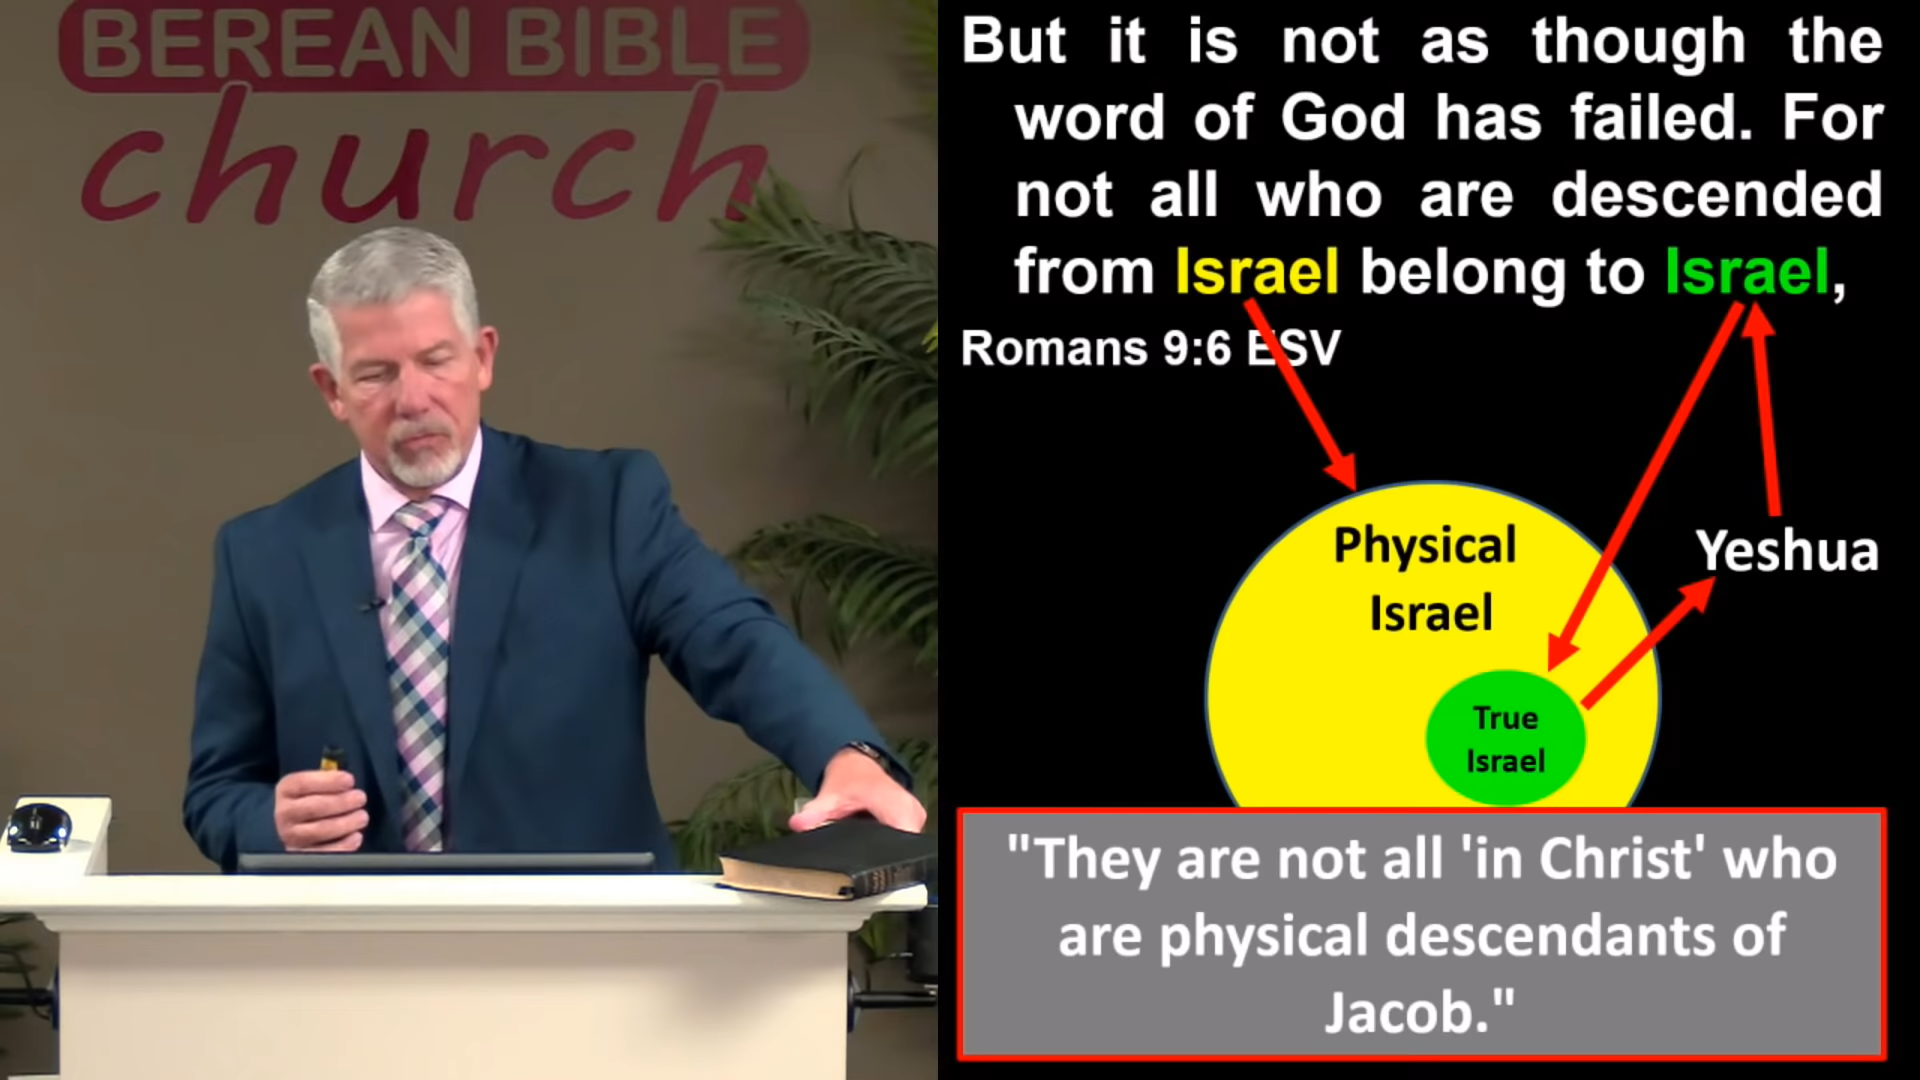 BEREAN BIBLE
church
But it is not as though the
word of God has failed. For
not all who are descended
from Israel belong to Israel,
Romans 9:6 ESV
Physical
Israel
Yeshua
True
Israel
"They are not all 'in Christ' who
are physical descendants of
Jacob."